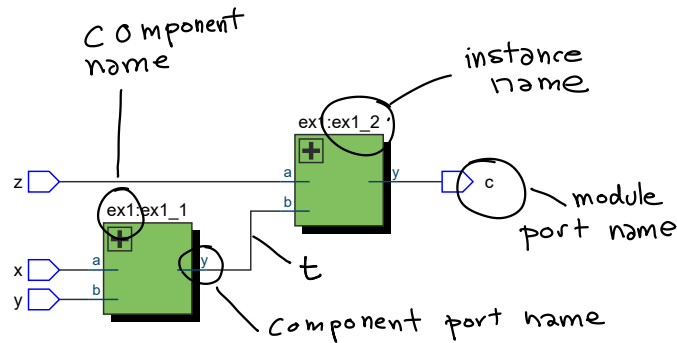 component
name
instance
name
ex1:ex1_2
a
y
z
c
b
ex1:ex1_1
module
port name
x
a
y
t
y
b
component port name